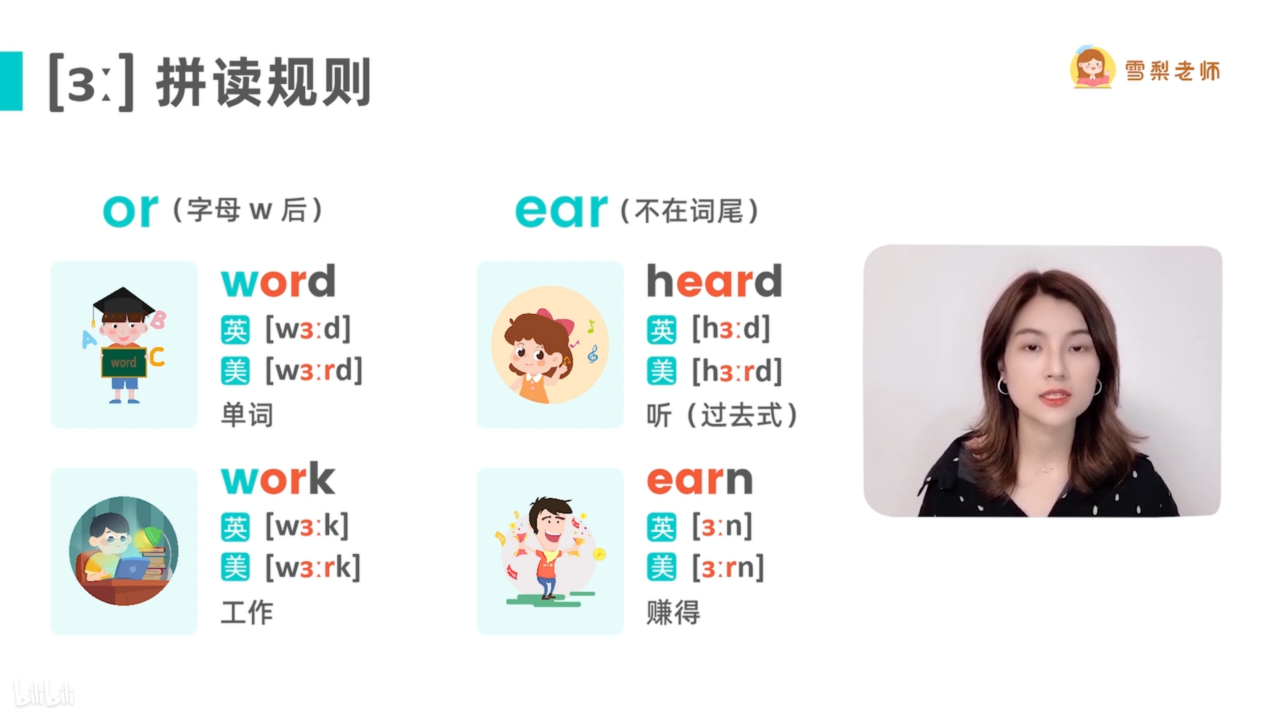 [ɜː] 拼读规则
雪梨老师
or（字母 w 后）
word
英 [wɜːd]
美 [wɜːrd]
单词
A
B
C
word
work
英 [wɜːk]
美 [wɜːrk]
工作
ear（不在词尾）
heard
英 [hɜːd]
美 [hɜːrd]
听（过去式）
earn
英 [ɜːn]
美 [ɜːrn]
赚得
bilibili